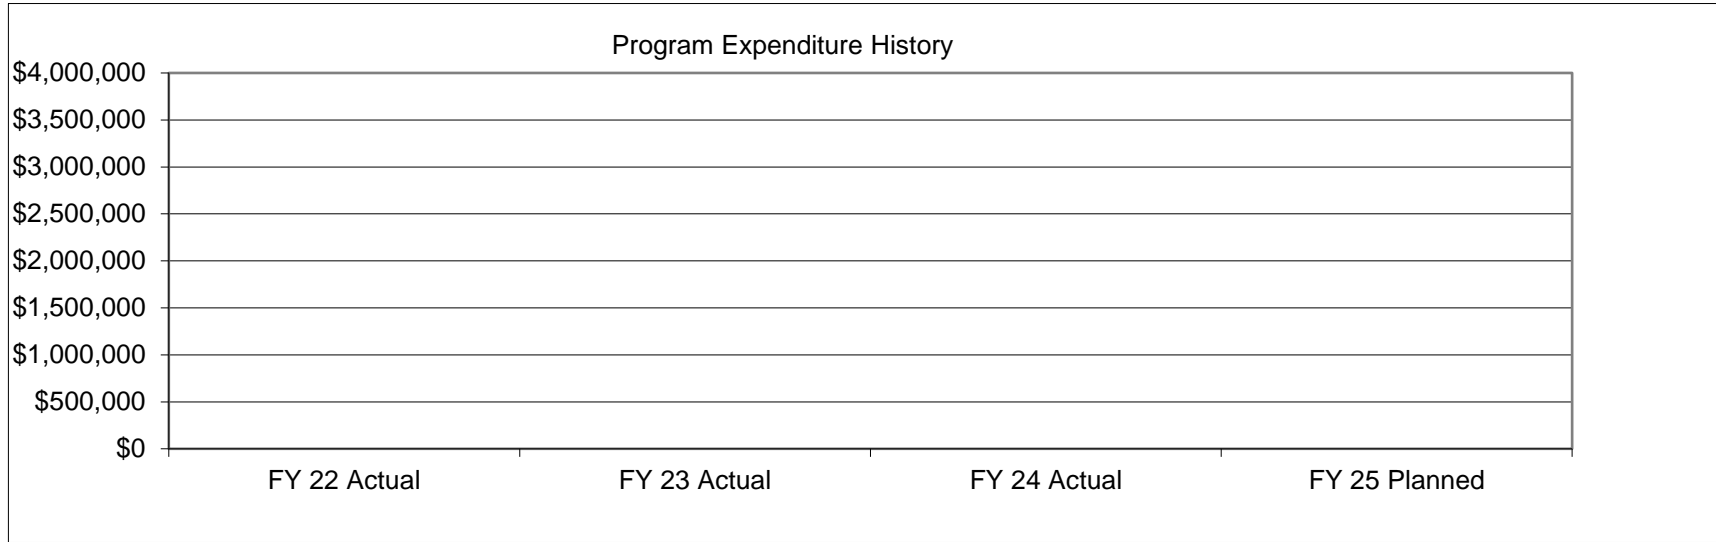 Program Expenditure History
$4,000,000
$3,500,000
$3,000,000
$2,500,000
$2,000,000
$1,500,000
$1,000,000
$500,000
$0
FY 22 Actual
FY 23 Actual
FY 24 Actual
FY 25 Planned